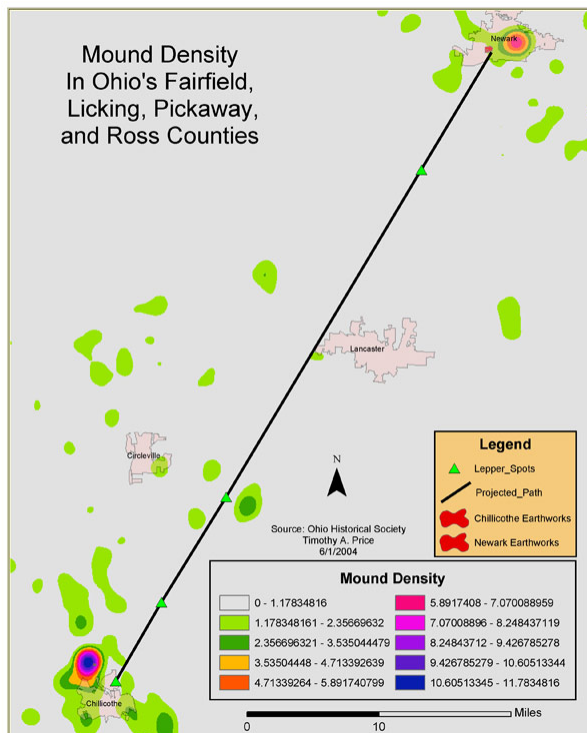 Mound Density
In Ohio's Fairfield,
Licking, Pickaway,
and Ross Counties
Newark
Lancaster
Circleville
Chillicothe
N
Source: Ohio Historical Society
Timothy A. Price
6/1/2004
Legend
Lepper_Spots
Projected_Path
Chillicothe Earthworks
Newark Earthworks
Mound Density
0 - 1.17834816
1.178348161 - 2.35669632
2.356696321 - 3.535044479
3.53504448 - 4.713392639
4.71339264 - 5.891740799
5.8917408 - 7.070088959
7.07008896 - 8.248437119
8.24843712 - 9.426785278
9.426785279 - 10.60513344
10.60513345 - 11.7834816
0 10 Miles